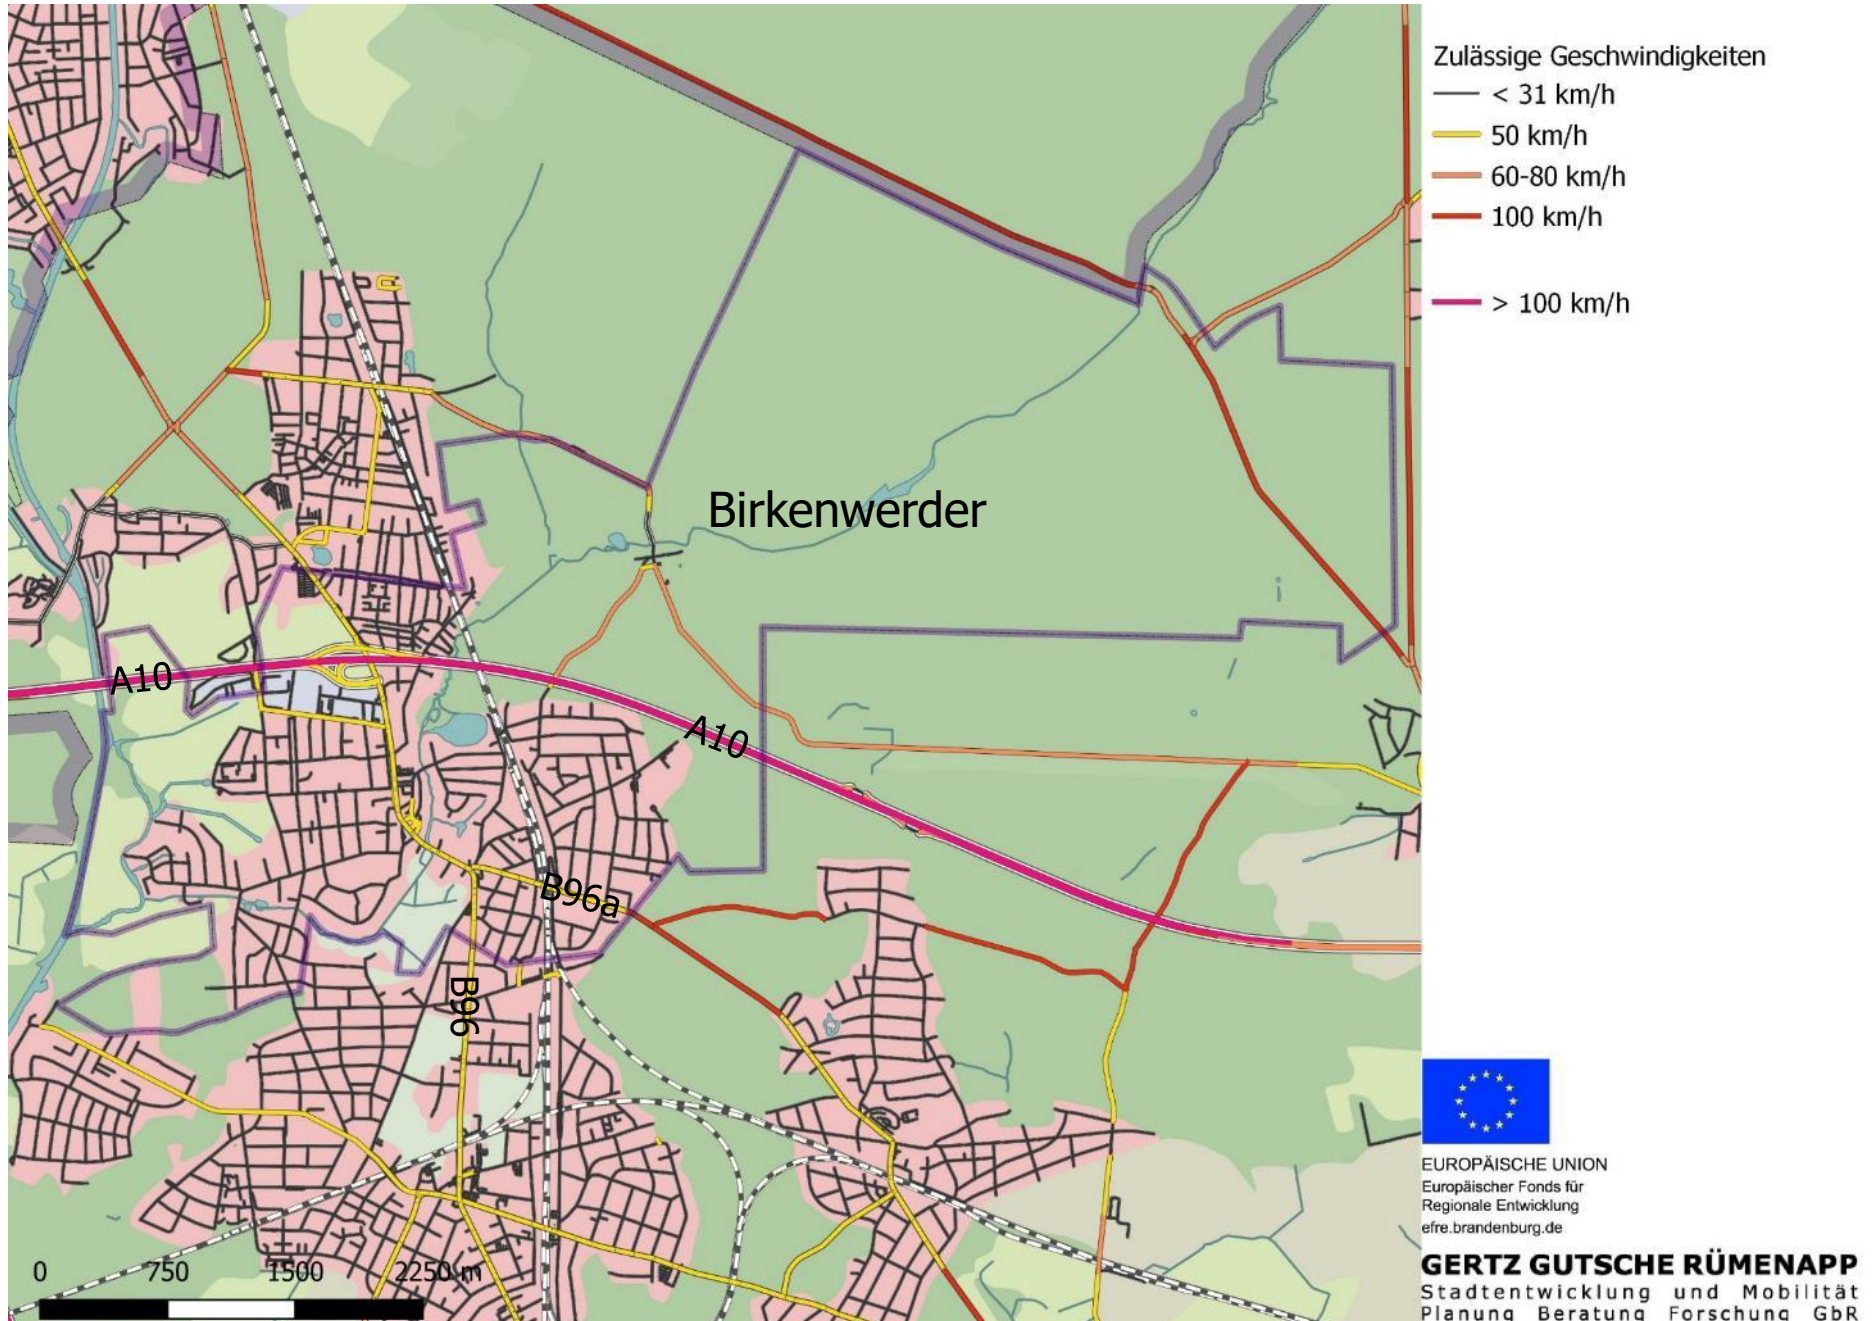 Zulässige Geschwindigkeiten
< 31 km/h
50 km/h
60-80 km/h
100 km/h
> 100 km/h
Birkenwerder
A10
A10
B96a
B96
0 750 1500 2250 m
EUROPÄISCHE UNION
Europäischer Fonds für
Regionale Entwicklung
efre.brandenburg.de
GERTZ GUTSCHE RÜMENAPP
Stadtentwicklung und Mobilität
Planung Beratung Forschung GbR